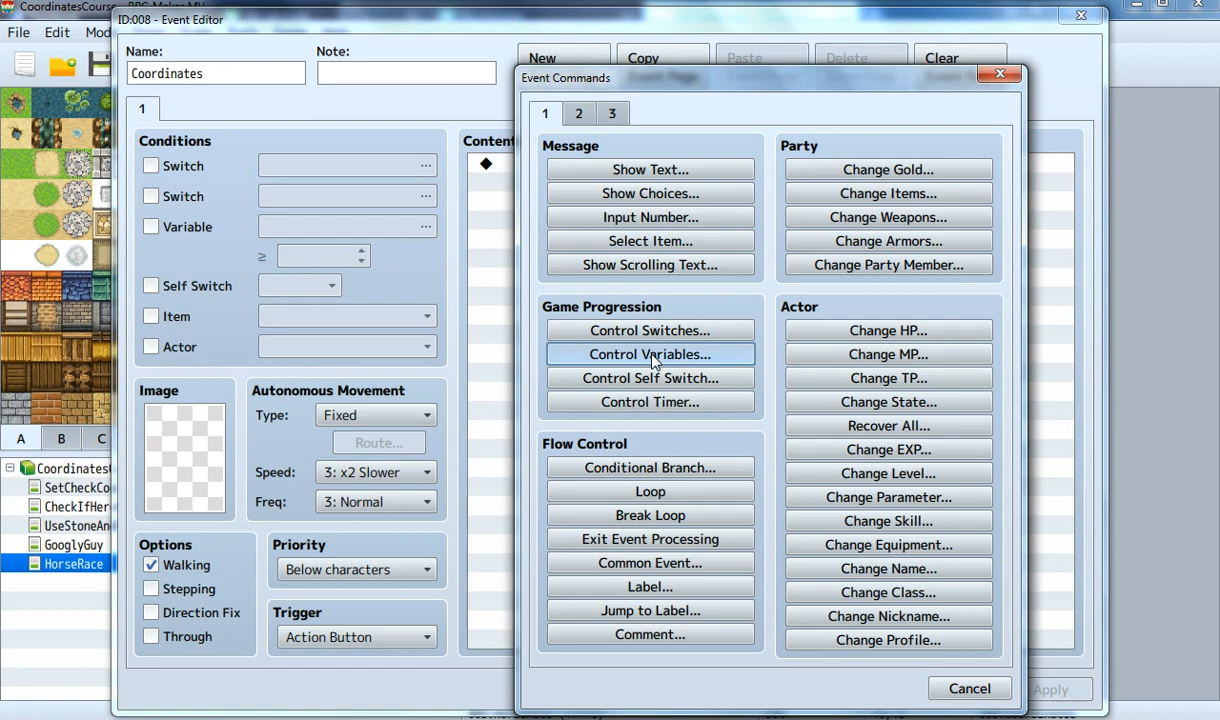 CoordinatesCourse - RPG Maker MV
File Edit Mod
ID:008 - Event Editor
Name:
Coordinates
Note:
New
Copy
Paste
Delete
Clear
1
Conditions
Switch ...
Switch ...
Variable ...
≥
Self Switch
Item
Actor
Image
Autonomous Movement
Type: Fixed
Route...
Speed: 3: x2 Slower
Freq: 3: Normal
Options
Walking
Stepping
Direction Fix
Through
Priority
Below characters
Trigger
Action Button
Content
◆
A B C
Coordinates
SetCheckCo
CheckIfHer
UseStoneAn
GooglyGuy
HorseRace
Event Commands
1 2 3
Message
Show Text...
Show Choices...
Input Number...
Select Item...
Show Scrolling Text...
Game Progression
Control Switches...
Control Variables...
Control Self Switch...
Control Timer...
Flow Control
Conditional Branch...
Loop
Break Loop
Exit Event Processing
Common Event...
Label...
Jump to Label...
Comment...
Party
Change Gold...
Change Items...
Change Weapons...
Change Armors...
Change Party Member...
Actor
Change HP...
Change MP...
Change TP...
Change State...
Recover All...
Change EXP...
Change Level...
Change Parameter...
Change Skill...
Change Equipment...
Change Name...
Change Class...
Change Nickname...
Change Profile...
Cancel
Apply